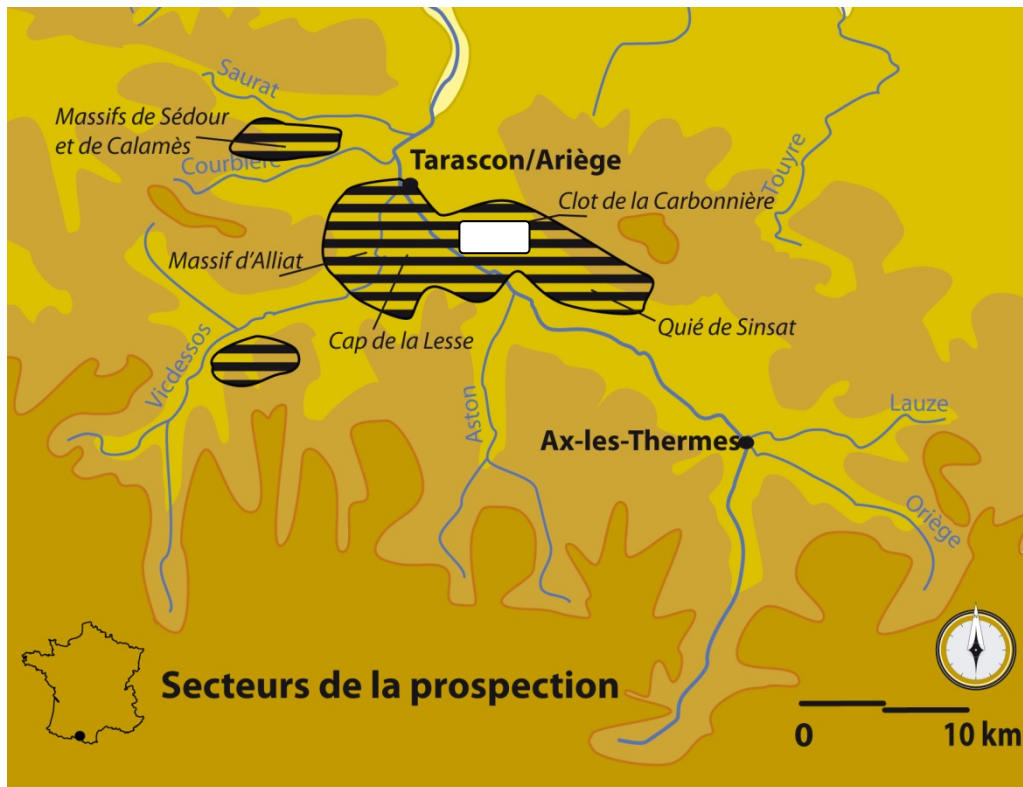 Saurat
Massifs de Sédour
et de Calamès
Courbière
Tarascon/Ariège
Touyre
Clot de la Carbonnière
Massif d'Alliat
Cap de la Lesse
Quié de Sinsat
Vicdessos
Aston
Lauze
Ax-les-Thermes
Oriège
Secteurs de la prospection
0
10 km